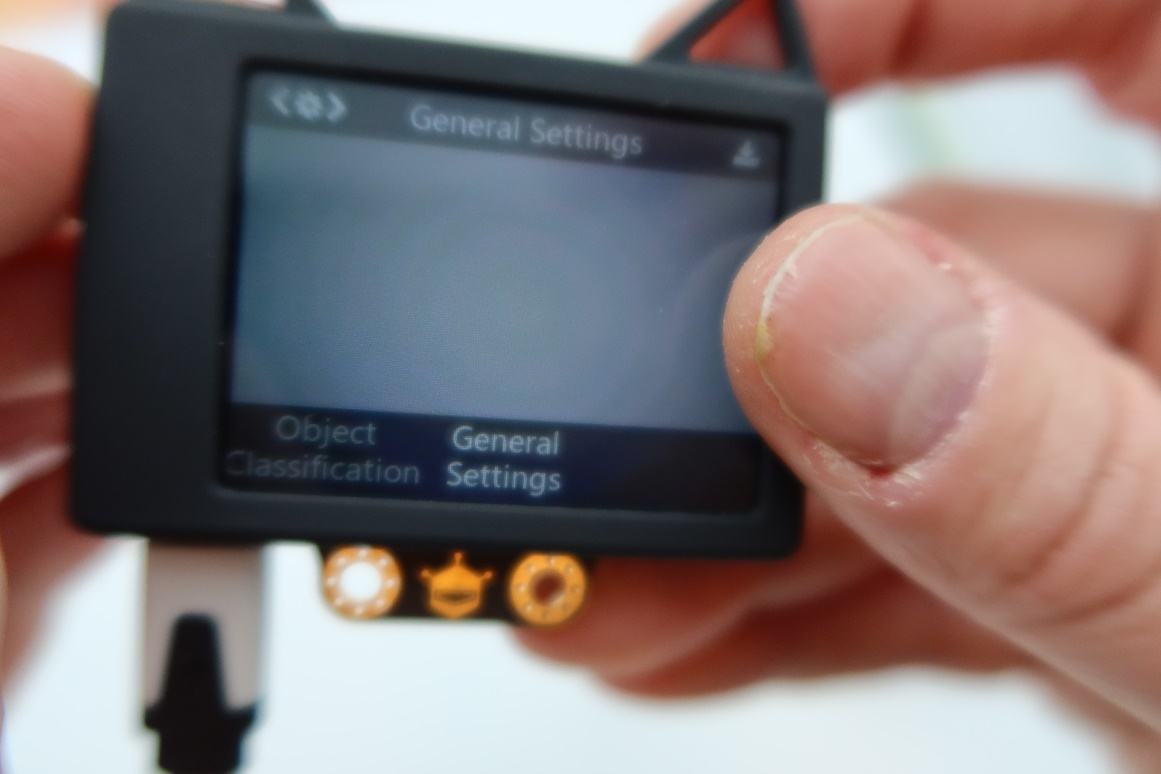 General Settings
Object
Classification
General
Settings